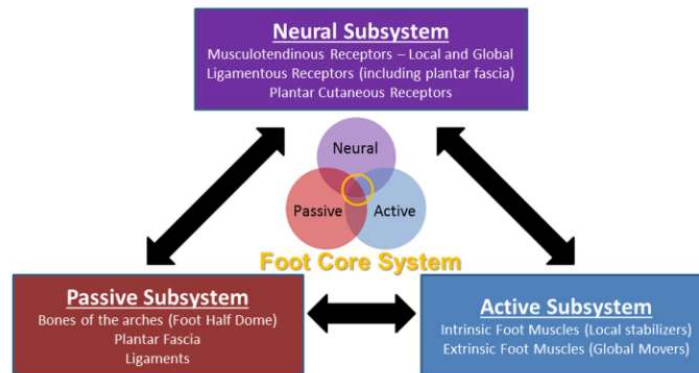 Neural Subsystem
Musculotendinous Receptors – Local and Global
Ligamentous Receptors (including plantar fascia)
Plantar Cutaneous Receptors
Neural
Passive
Active
Foot Core System
Passive Subsystem
Bones of the arches (Foot Half Dome)
Plantar Fascia
Ligaments
Active Subsystem
Intrinsic Foot Muscles (Local stabilizers)
Extrinsic Foot Muscles (Global Movers)